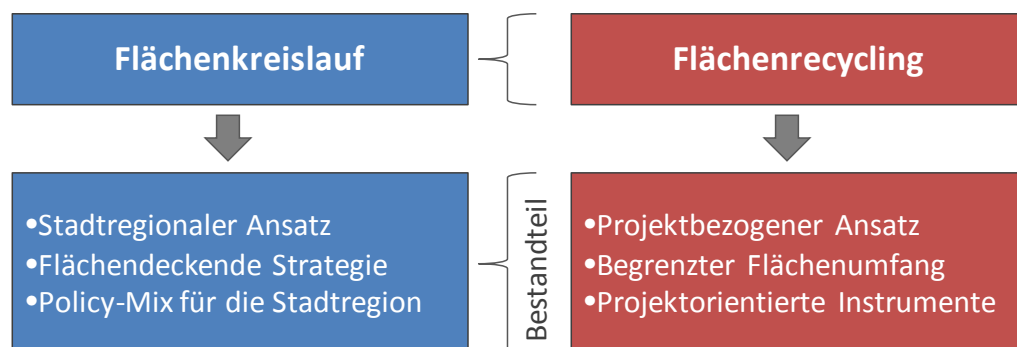 Flächenkreislauf
Flächenrecycling
•Stadtregionaler Ansatz
•Flächendeckende Strategie
•Policy-Mix für die Stadtregion
Bestandteil
•Projektbezogener Ansatz
•Begrenzter Flächenumfang
•Projektorientierte Instrumente